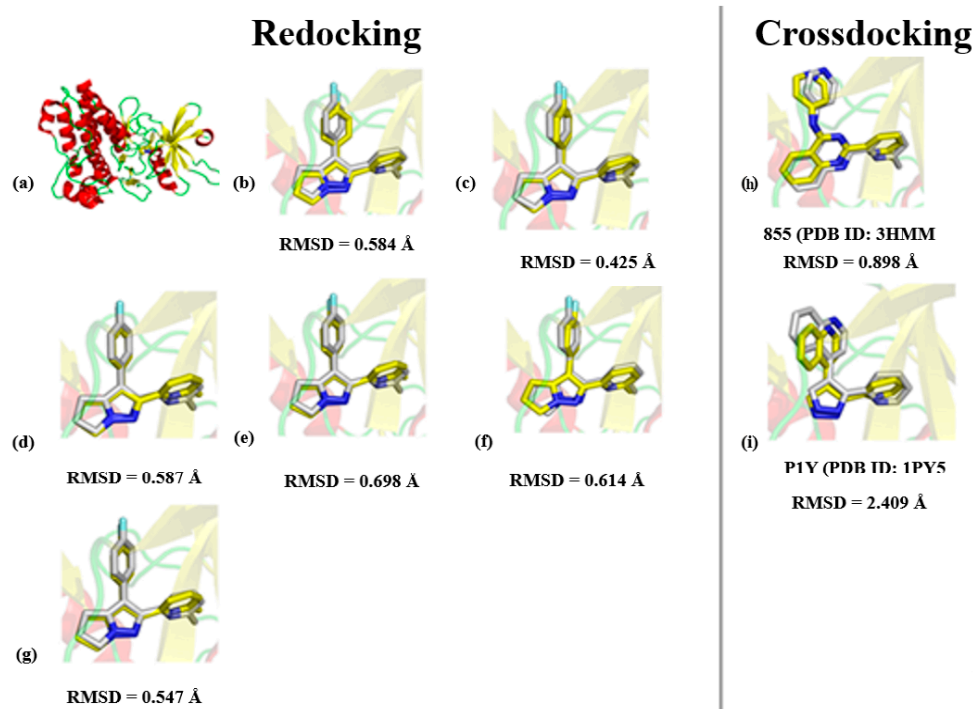 Redocking
Crossdocking
(a)
(b)
RMSD = 0.584 Å
(c)
RMSD = 0.425 Å
(h)
855 (PDB ID: 3HMM
RMSD = 0.898 Å
(d)
RMSD = 0.587 Å
(e)
RMSD = 0.698 Å
(f)
RMSD = 0.614 Å
(i)
P1Y (PDB ID: 1PY5
RMSD = 2.409 Å
(g)
RMSD = 0.547 Å